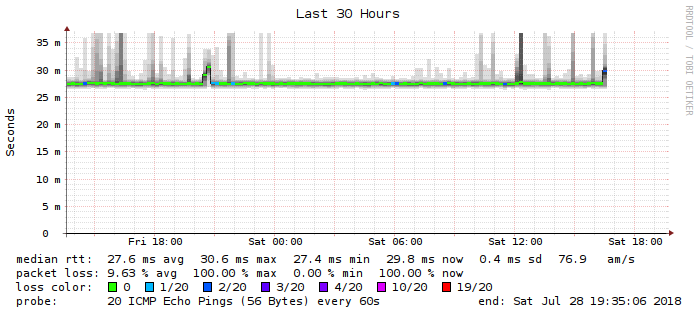 Last 30 Hours
RRDTOOL / TOBI OETIKER
Seconds
35 m
30 m
25 m
20 m
15 m
10 m
5 m
0
Fri 18:00 Sat 00:00 Sat 06:00 Sat 12:00 Sat 18:00
median rtt: 27.6 ms avg 30.6 ms max 27.4 ms min 29.8 ms now 0.4 ms sd 76.9 am/s
packet loss: 9.63 % avg 100.00 % max 0.00 % min 100.00 % now
loss color: 0 1/20 2/20 3/20 4/20 10/20 19/20
probe: 20 ICMP Echo Pings (56 Bytes) every 60s end: Sat Jul 28 19:35:06 2018